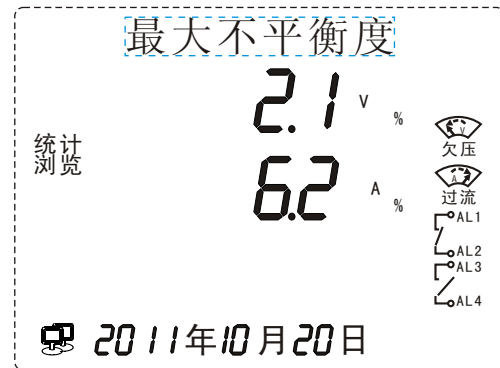 最大不平衡度
2.1 V %
统计
浏览
6.2 A %
V
欠压
A
过流
AL1
AL2
AL3
AL4
2011年10月20日